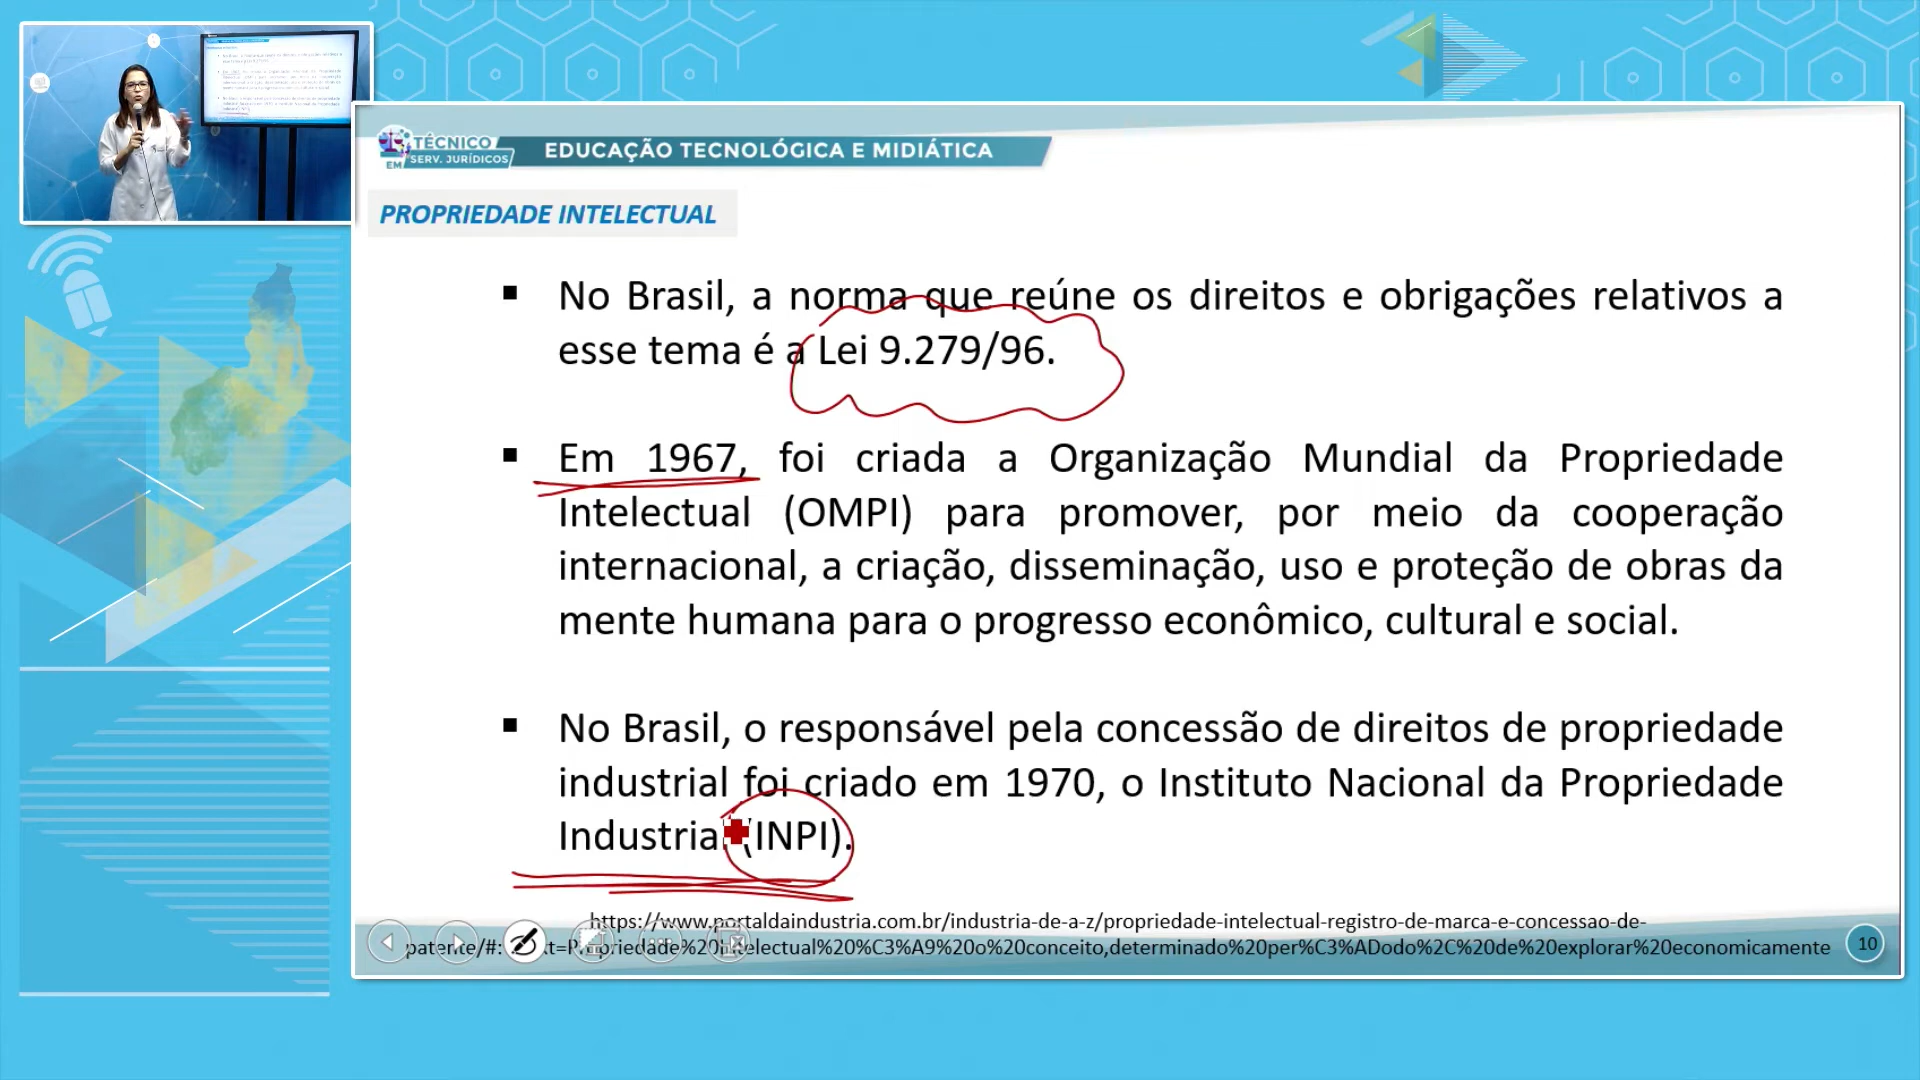 TÉCNICO
EM SERV. JURÍDICOS
EDUCAÇÃO TECNOLÓGICA E MIDIÁTICA
PROPRIEDADE INTELECTUAL
▪ No Brasil, a norma que reúne os direitos e obrigações relativos a
esse tema é a Lei 9.279/96.
▪ Em 1967, foi criada a Organização Mundial da Propriedade
Intelectual (OMPI) para promover, por meio da cooperação
internacional, a criação, disseminação, uso e proteção de obras da
mente humana para o progresso econômico, cultural e social.
▪ No Brasil, o responsável pela concessão de direitos de propriedade
industrial foi criado em 1970, o Instituto Nacional da Propriedade
Industrial (INPI).
https://www.portaldaindustria.com.br/industria-de-a-z/propriedade-intelectual-registro-de-marca-e-concessao-de-
patente/#: xt=Propriedade%20intelectual%20%C3%A9%20o%20conceito,determinado%20per%C3%ADodo%2C%20de%20explorar%20economicamente
10